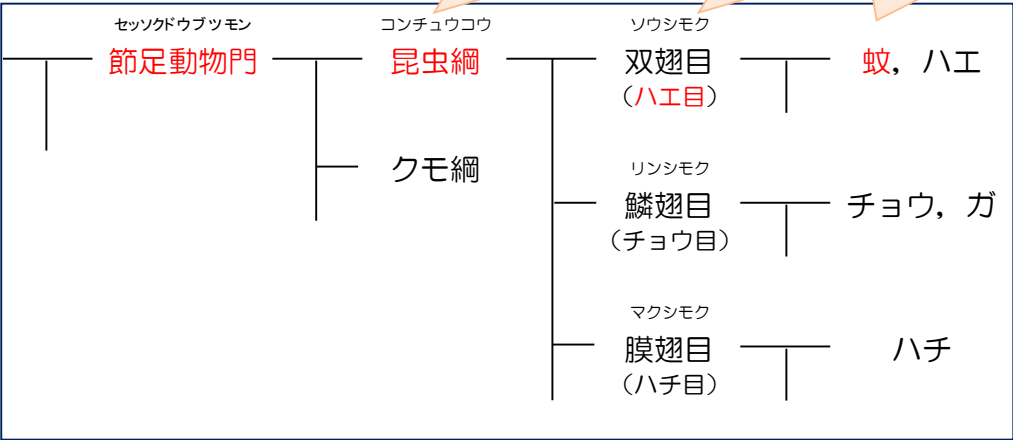 セッソクドウブツモン
コンチュウコウ
ソウシモク
節足動物門
昆虫綱
双翅目
蚊，ハエ
（ハエ目）
クモ綱
リンシモク
鱗翅目
チョウ，ガ
（チョウ目）
マクシモク
膜翅目
ハチ
（ハチ目）